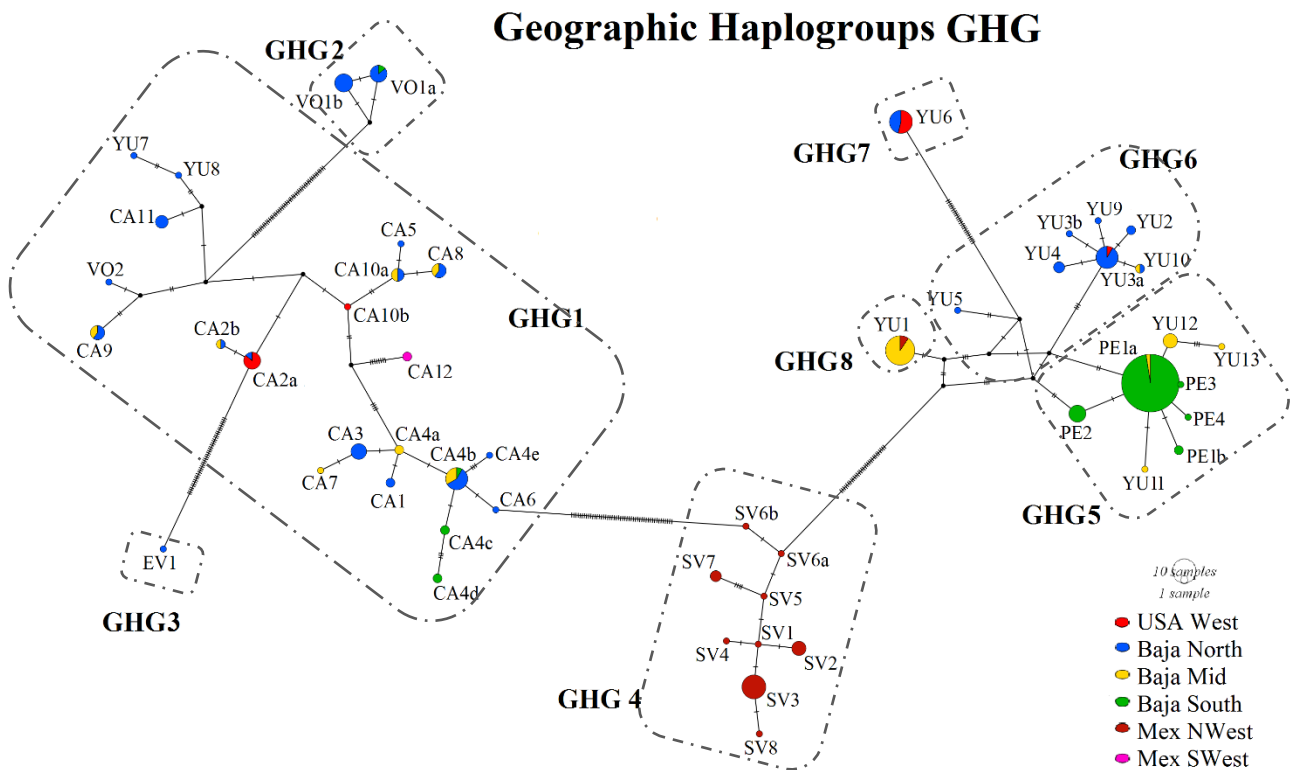 Geographic Haplogroups GHG
GHG2
VO1b
VO1a
YU7
YU8
CA11
VO2
CA9
CA5
CA10a
CA8
CA10b
GHG1
CA2b
CA2a
CA12
CA3
CA4a
CA7
CA1
CA4b
CA4e
CA6
CA4c
CA4d
EV1
GHG3
YU6
GHG7
GHG6
YU3b
YU9
YU2
YU4
YU10
YU3a
YU5
YU1
GHG8
YU12
YU13
PE1a
PE3
PE4
PE2
PE1b
YU11
GHG5
SV6b
SV6a
SV7
SV5
SV1
SV4
SV2
SV3
SV8
GHG 4
10 samples
1 sample
USA West
Baja North
Baja Mid
Baja South
Mex NWest
Mex SWest